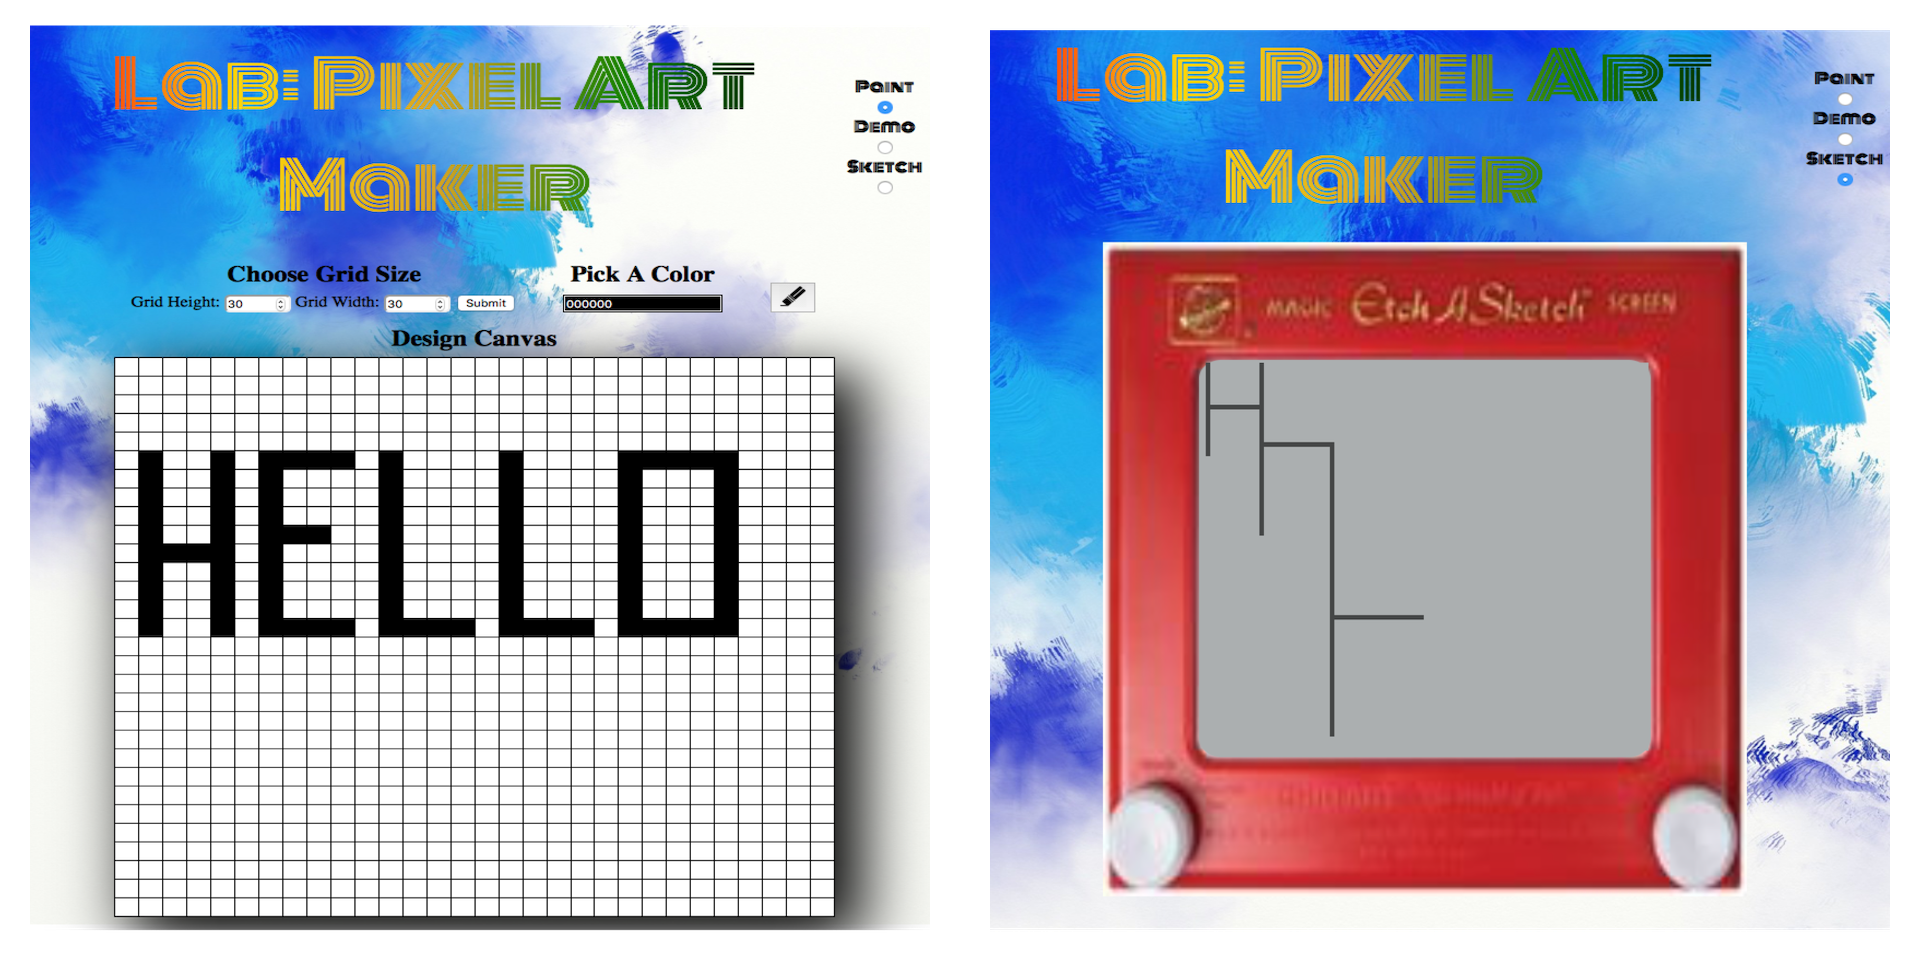 Lab: Pixel Art
Maker
Paint
Demo
Sketch
Choose Grid Size
Pick A Color
Grid Height: 30 Grid Width: 30 Submit
000000
Design Canvas
HELLO
Lab: Pixel Art
Maker
Paint
Demo
Sketch
MAGIC Etch A Sketch SCREEN